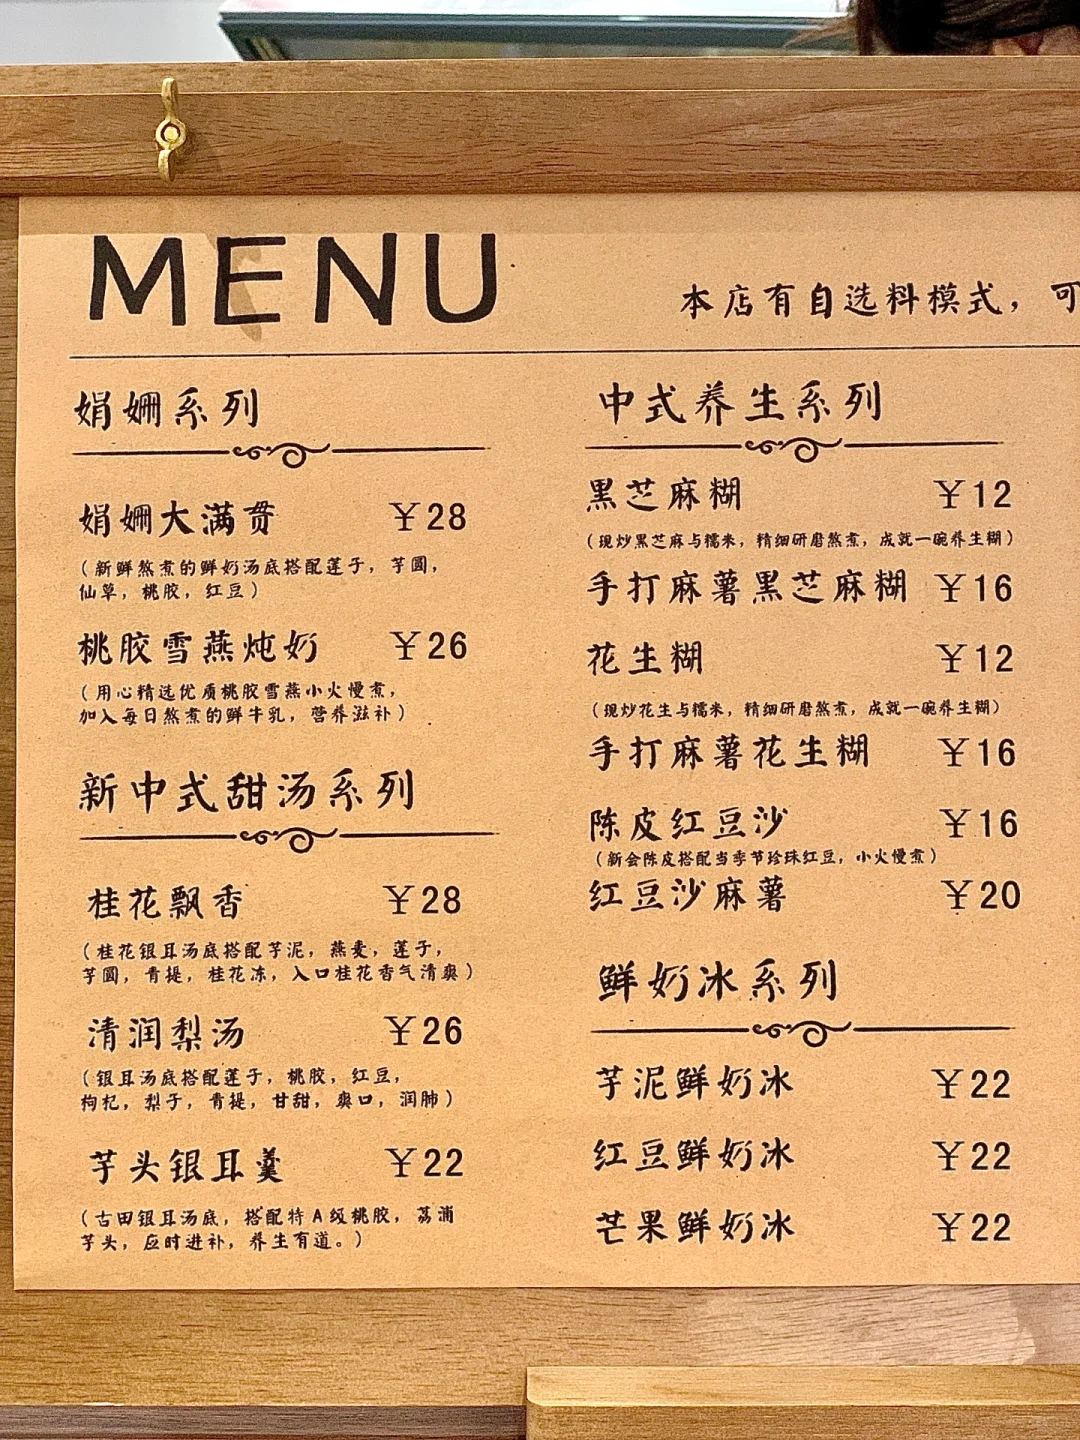 MENU
本店有自选料模式，可
娟姗系列
娟姗大满贯 ￥28
（新鲜熬煮的鲜奶汤底搭配莲子，芋圆，
仙草，桃胶，红豆）
桃胶雪燕炖奶 ￥26
（用心精选优质桃胶雪燕小火慢煮，
加入每日熬煮的鲜牛乳，营养滋补）
新中式甜汤系列
桂花飘香 ￥28
（桂花银耳汤底搭配芋泥，燕麦，莲子，
芋圆，青提，桂花冻，入口桂花香气清爽）
清润梨汤 ￥26
（银耳汤底搭配莲子，桃胶，红豆，
枸杞，梨子，青提，甘甜，爽口，润肺）
芋头银耳羹 ￥22
（古田银耳汤底，搭配特A级桃胶，荔浦
芋头，应时进补，养生有道。）
中式养生系列
黑芝麻糊 ￥12
（现炒黑芝麻与糯米，精细研磨熬煮，成就一碗养生糊）
手打麻薯黑芝麻糊 ￥16
花生糊 ￥12
（现炒花生与糯米，精细研磨熬煮，成就一碗养生糊）
手打麻薯花生糊 ￥16
陈皮红豆沙 ￥16
（新会陈皮搭配当季节珍珠红豆，小火慢煮）
红豆沙麻薯 ￥20
鲜奶冰系列
芋泥鲜奶冰 ￥22
红豆鲜奶冰 ￥22
芒果鲜奶冰 ￥22